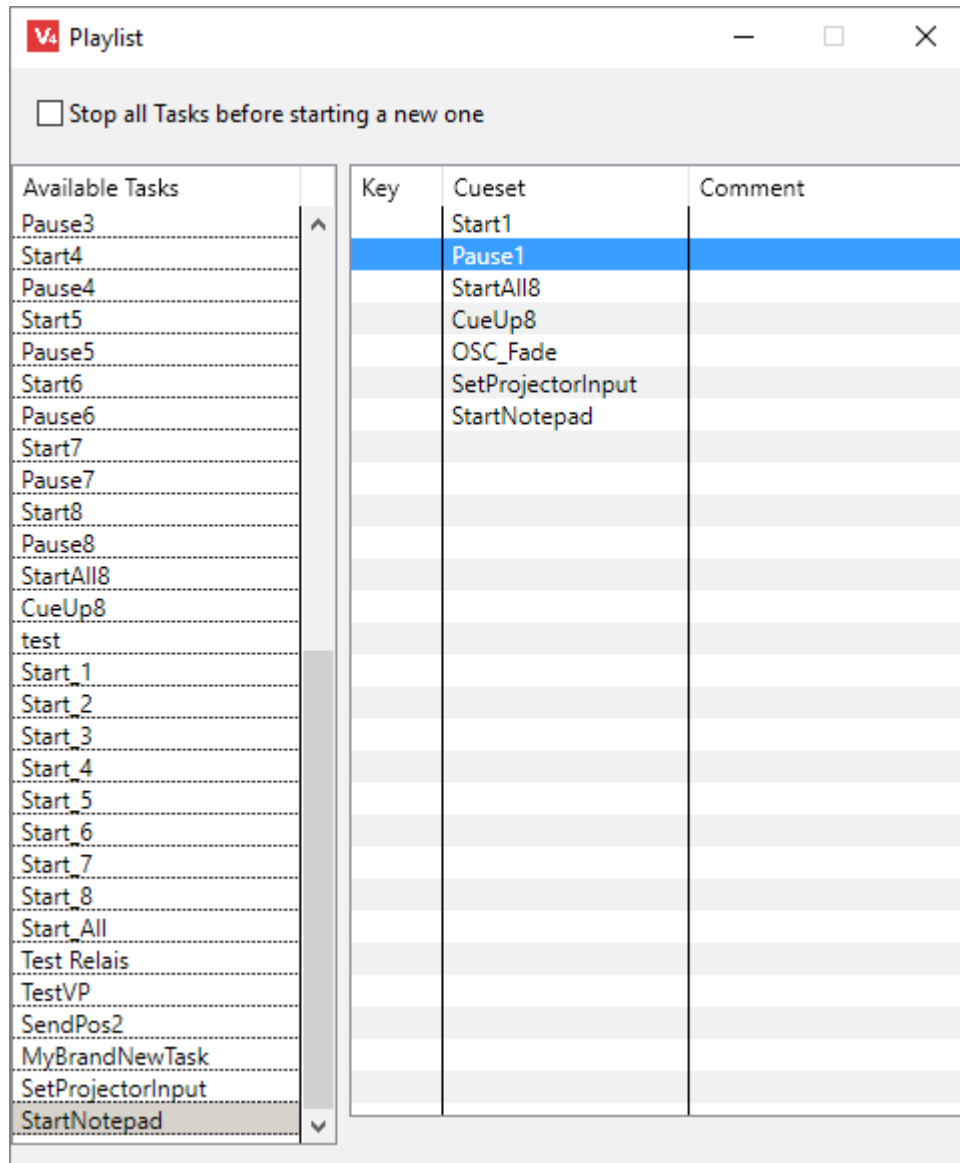 V4 Playlist
Stop all Tasks before starting a new one
Available Tasks
Pause3
Start4
Pause4
Start5
Pause5
Start6
Pause6
Start7
Pause7
Start8
Pause8
StartAll8
CueUp8
test
Start_1
Start_2
Start_3
Start_4
Start_5
Start_6
Start_7
Start_8
Start_All
Test Relais
TestVP
SendPos2
MyBrandNewTask
SetProjectorInput
StartNotepad
Key Cueset Comment
Start1
Pause1
StartAll8
CueUp8
OSC_Fade
SetProjectorInput
StartNotepad